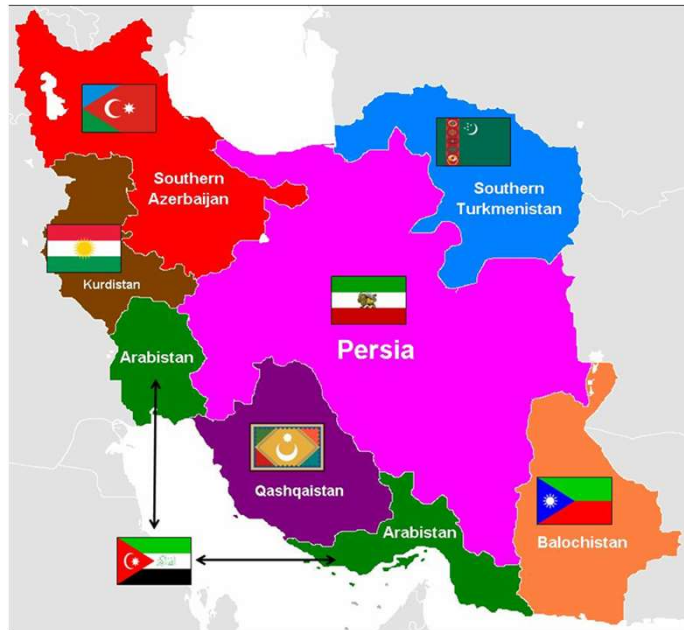 Southern
Azerbaijan
Southern
Turkmenistan
Kurdistan
Persia
Arabistan
Qashqaistan
Arabistan
Balochistan